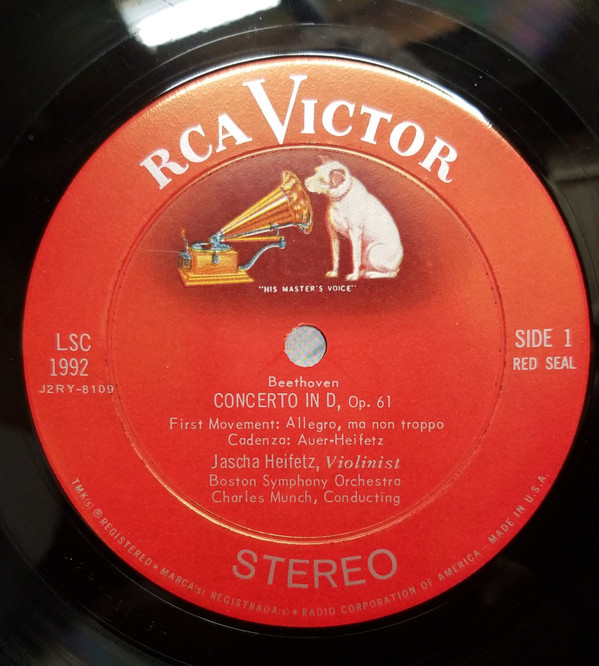 RCA VICTOR
"HIS MASTER'S VOICE"
LSC
1992
J2RY-8109
SIDE 1
RED SEAL
Beethoven
CONCERTO IN D, Op. 61
First Movement: Allegro, ma non troppo
Cadenza: Auer-Heifetz
Jascha Heifetz, Violinist
Boston Symphony Orchestra
Charles Munch, Conducting
STEREO
TMK(s) ® REGISTERED • MARCA(s) REGISTRADA(s) • RADIO CORPORATION OF AMERICA – MADE IN U.S.A.